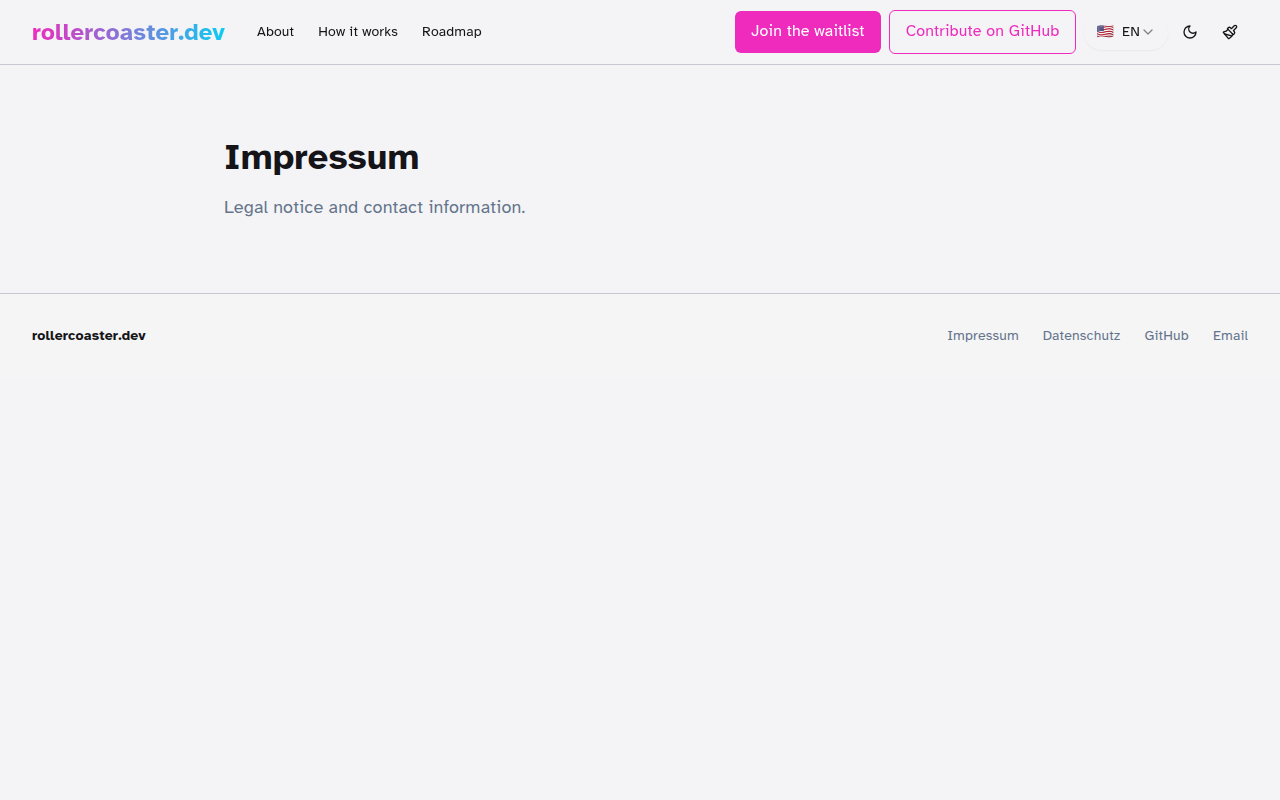 rollercoaster.dev About How it works Roadmap Join the waitlist Contribute on GitHub 🇺🇸 EN
Impressum
Legal notice and contact information.
rollercoaster.dev Impressum Datenschutz GitHub Email